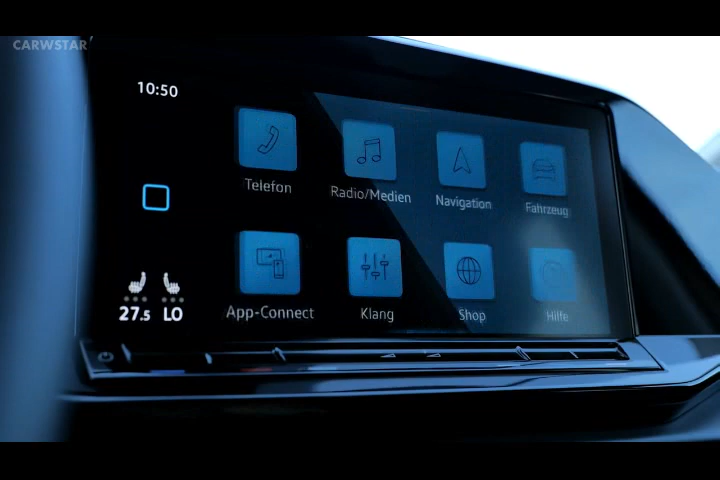 CARWSTAR
10:50
Telefon
Radio/Medien
Navigation
Fahrzeug
App-Connect
Klang
Shop
Hilfe
27.5 LO